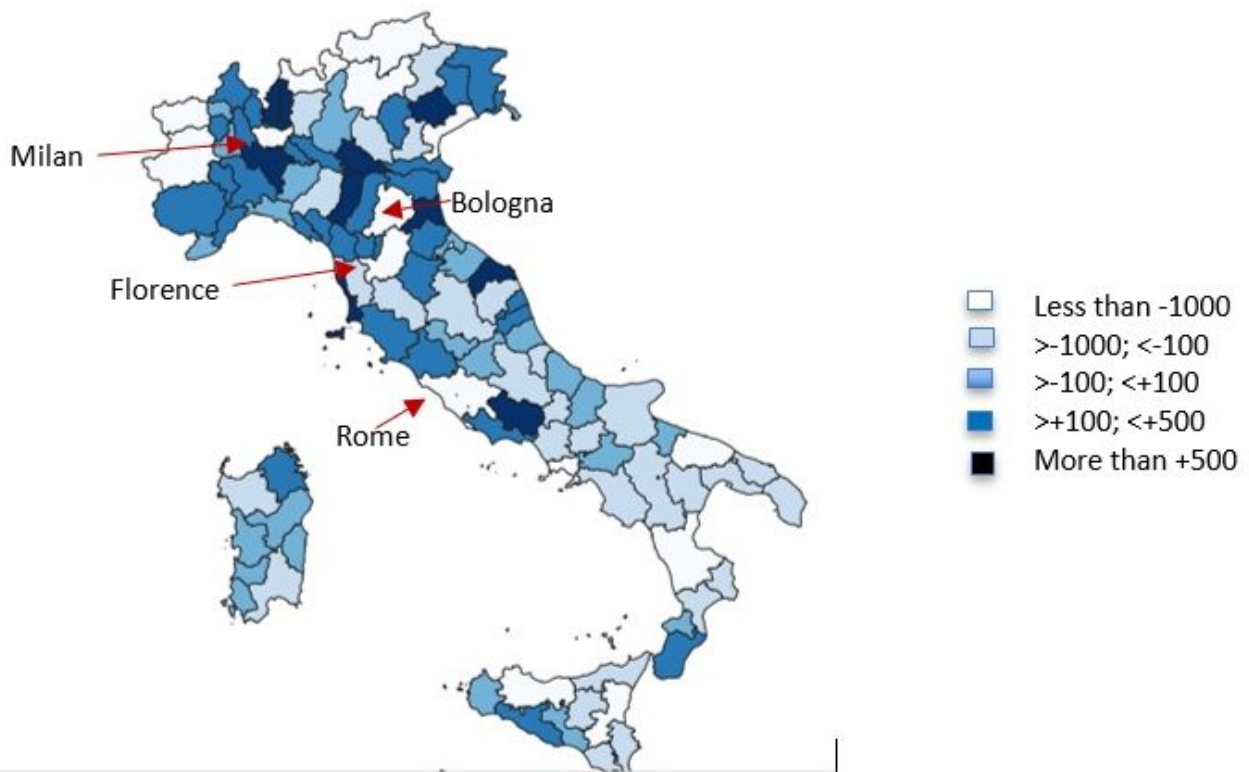 Milan
Bologna
Florence
Rome
Less than -1000
>-1000; <-100
>-100; <+100
>+100; <+500
More than +500